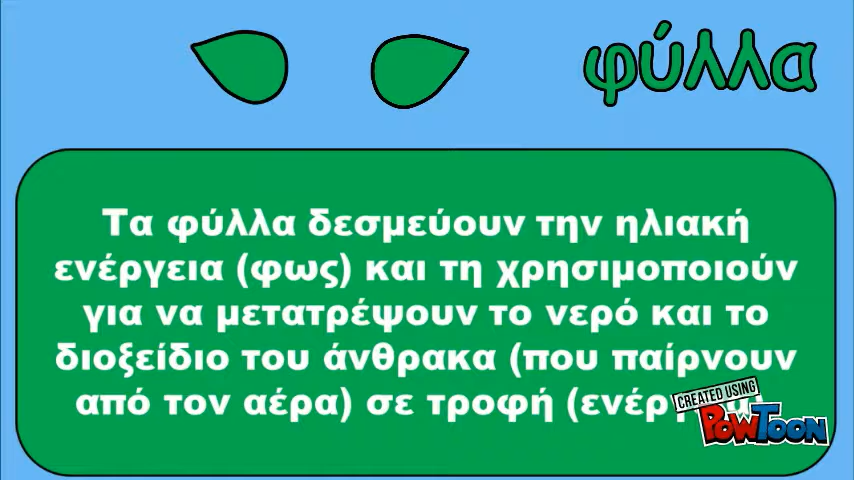 φύλλα
Τα φύλλα δεσμεύουν την ηλιακή
ενέργεια (φως) και τη χρησιμοποιούν
για να μετατρέψουν το νερό και το
διοξείδιο του άνθρακα (που παίρνουν
από τον αέρα) σε τροφή
CREATED USING
POWTOON